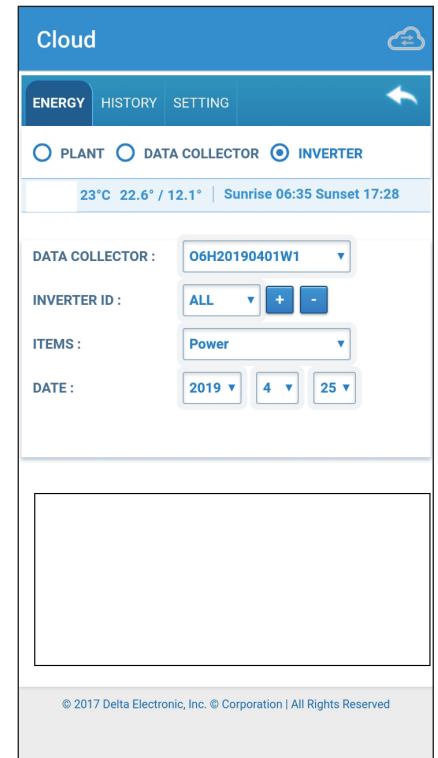 Cloud
ENERGY HISTORY SETTING
PLANT DATA COLLECTOR INVERTER
23°C 22.6° / 12.1° | Sunrise 06:35 Sunset 17:28
DATA COLLECTOR : O6H20190401W1
INVERTER ID : ALL + -
ITEMS : Power
DATE : 2019 4 25
© 2017 Delta Electronic, Inc. © Corporation | All Rights Reserved